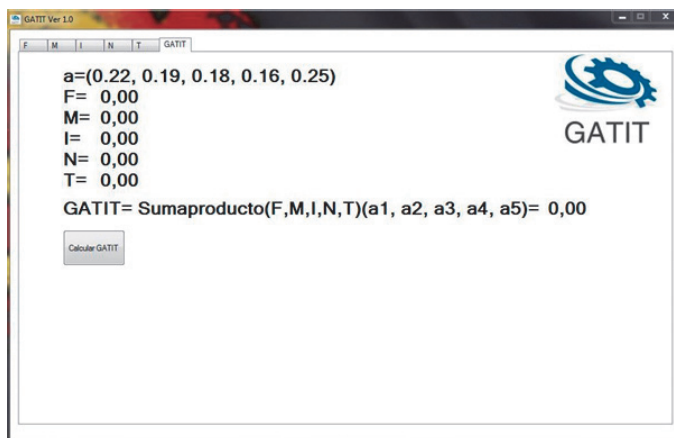 GATIT Ver 1.0
F M I N T GATIT
a=(0.22, 0.19, 0.18, 0.16, 0.25)
F= 0,00
M= 0,00
I= 0,00
N= 0,00
T= 0,00
GATIT= Sumaproducto(F,M,I,N,T)(a1, a2, a3, a4, a5)= 0,00
Calcular GATIT
GATIT